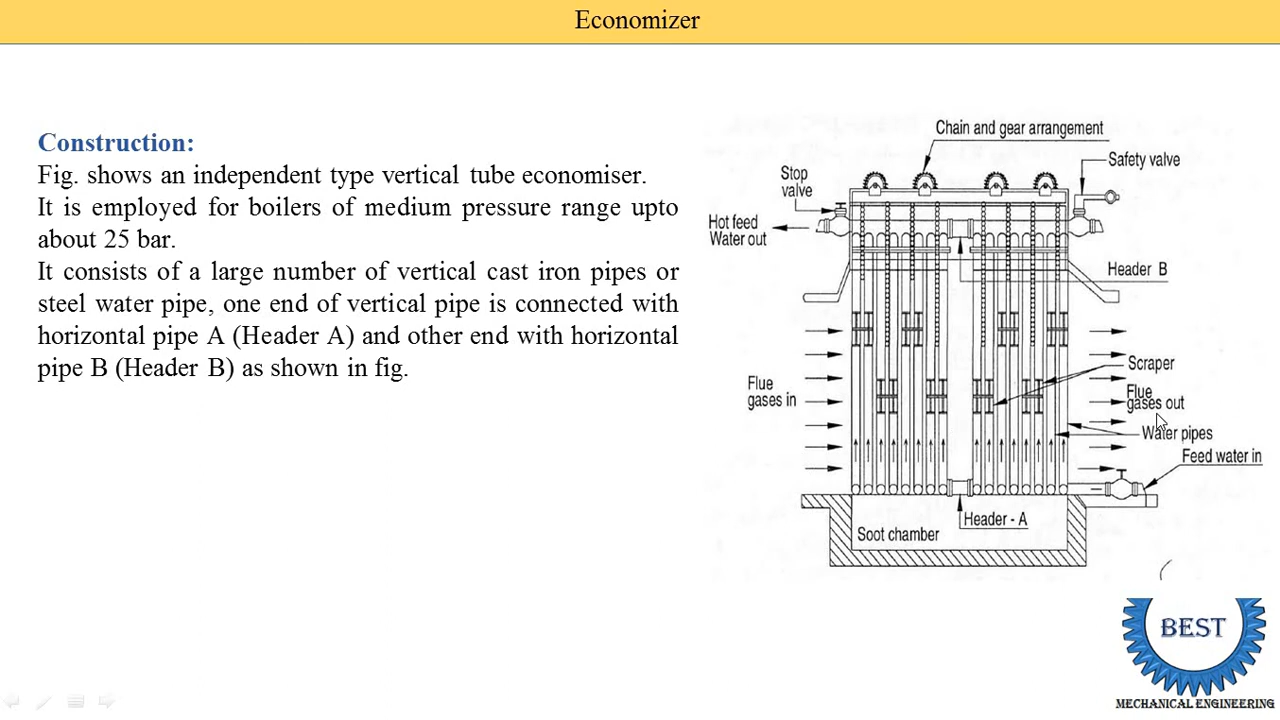 Economizer
Construction:
Fig. shows an independent type vertical tube economiser.
It is employed for boilers of medium pressure range upto
about 25 bar.
It consists of a large number of vertical cast iron pipes or
steel water pipe, one end of vertical pipe is connected with
horizontal pipe A (Header A) and other end with horizontal
pipe B (Header B) as shown in fig.
Chain and gear arrangement
Safety valve
Stop
valve
Hot feed
Water out
Header B
Scraper
Flue
gases in
Flue
gases out
Water pipes
Feed water in
Header - A
Soot chamber
BEST
MECHANICAL ENGINEERING